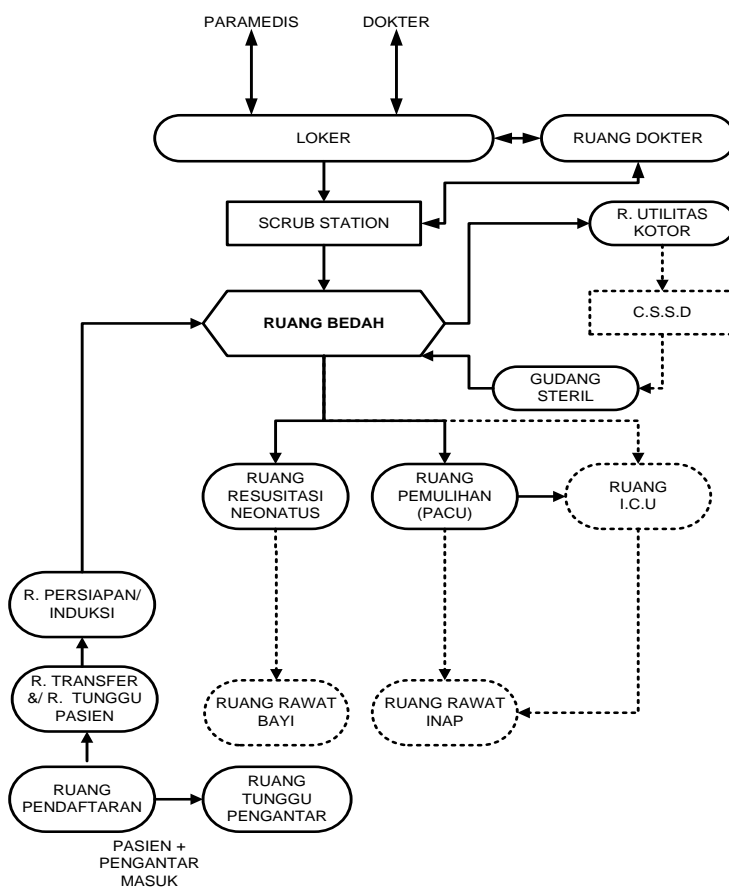 PARAMEDIS
DOKTER
LOKER
RUANG DOKTER
SCRUB STATION
R. UTILITAS
KOTOR
RUANG BEDAH
C.S.S.D
GUDANG
STERIL
RUANG
RESUSITASI
NEONATUS
RUANG
PEMULIHAN
(PACU)
RUANG
I.C.U
R. PERSIAPAN/
INDUKSI
R. TRANSFER
&/ R. TUNGGU
PASIEN
RUANG RAWAT
BAYI
RUANG RAWAT
INAP
RUANG
PENDAFTARAN
RUANG
TUNGGU
PENGANTAR
PASIEN +
PENGANTAR
MASUK